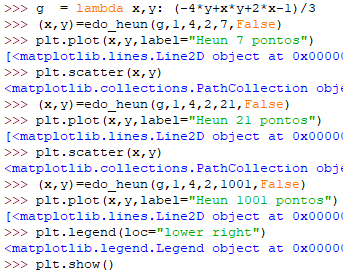 >>> g  = lambda x,y: (-4*y+x*y+2*x-1)/3
>>> (x,y)=edo_heun(g,1,4,2,7,False)
>>> plt.plot(x,y,label="Heun 7 pontos")
[<matplotlib.lines.Line2D object at 0x0000
>>> plt.scatter(x,y)
<matplotlib.collections.PathCollection obje
>>> (x,y)=edo_heun(g,1,4,2,21,False)
>>> plt.plot(x,y,label="Heun 21 pontos")
[<matplotlib.lines.Line2D object at 0x0000
>>> plt.scatter(x,y)
<matplotlib.collections.PathCollection obje
>>> (x,y)=edo_heun(g,1,4,2,1001,False)
>>> plt.plot(x,y,label="Heun 1001 pontos")
[<matplotlib.lines.Line2D object at 0x0000
>>> plt.legend(loc="lower right")
<matplotlib.legend.Legend object at 0x0000
>>> plt.show()